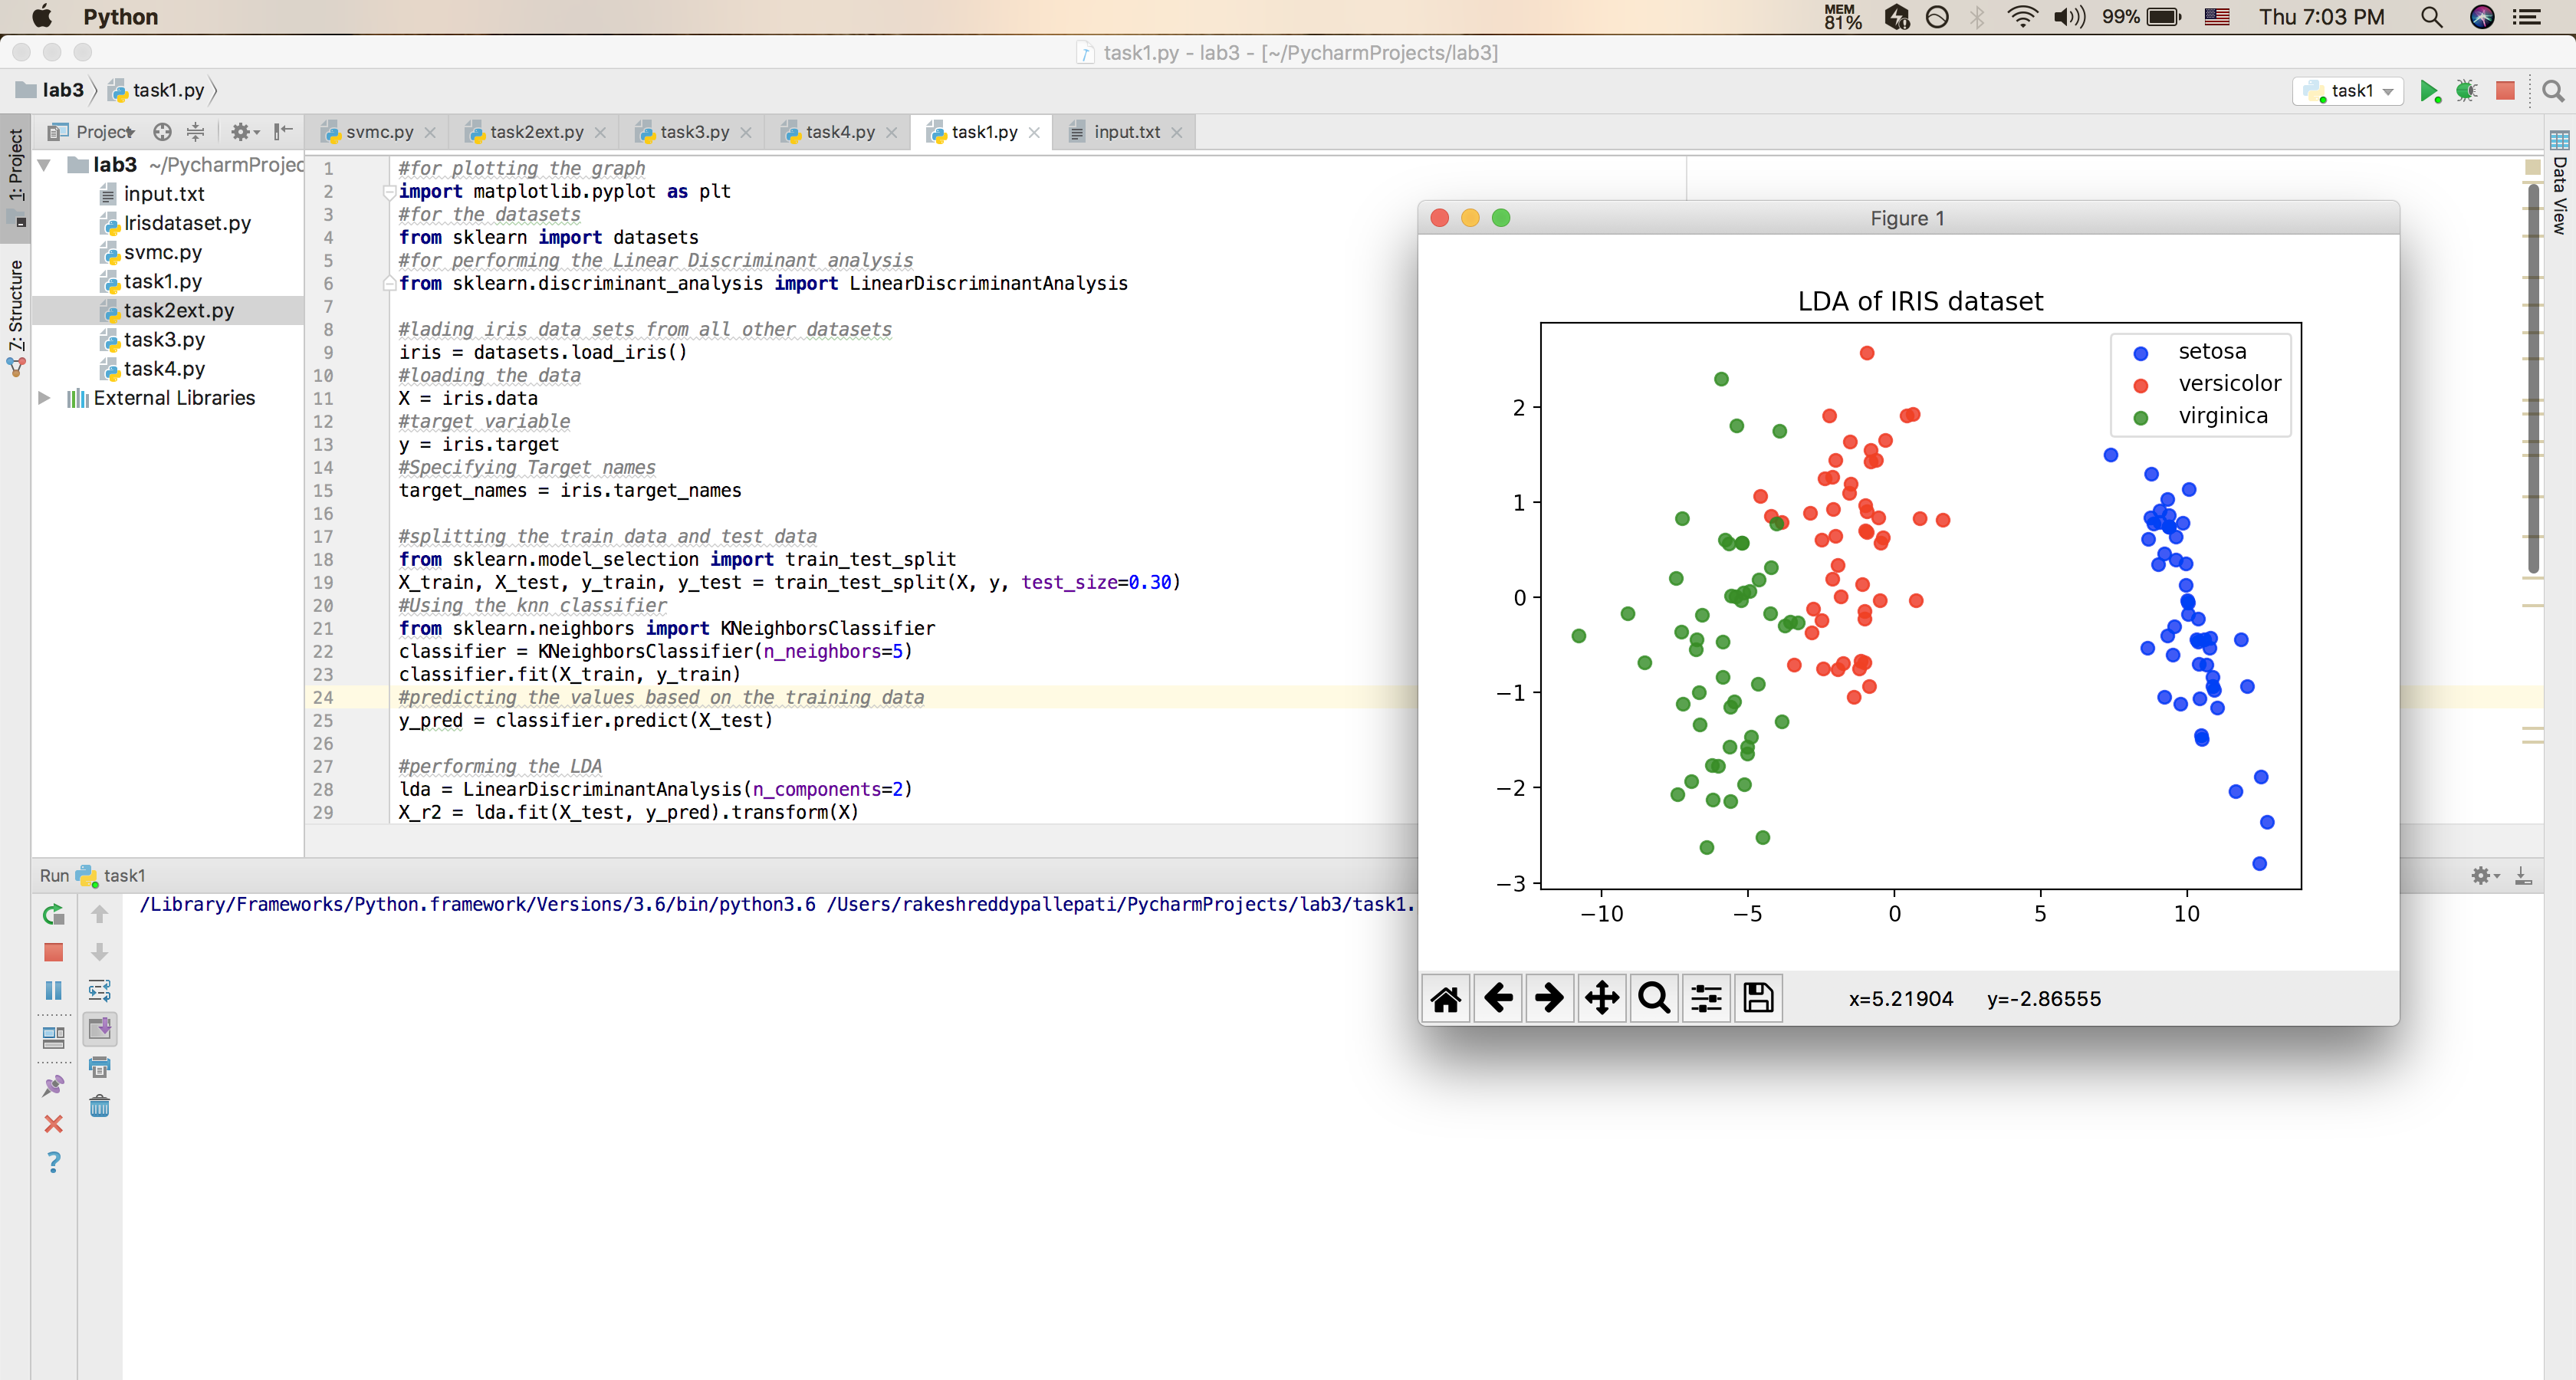 Python
MEM
81%
99%
Thu 7:03 PM
task1.py - lab3 - [~/PycharmProjects/lab3]
lab3
task1.py
task1
Project
svmc.py
task2ext.py
task3.py
task4.py
task1.py
input.txt
1: Project
Z: Structure
Data View
lab3 ~/PycharmProjec
input.txt
Irisdataset.py
svmc.py
task1.py
task2ext.py
task3.py
task4.py
External Libraries
1 #for plotting the graph
2 import matplotlib.pyplot as plt
3 #for the datasets
4 from sklearn import datasets
5 #for performing the Linear Discriminant analysis
6 from sklearn.discriminant_analysis import LinearDiscriminantAnalysis
7
8 #lading iris data sets from all other datasets
9 iris = datasets.load_iris()
10 #loading the data
11 X = iris.data
12 #target variable
13 y = iris.target
14 #Specifying Target names
15 target_names = iris.target_names
16
17 #splitting the train data and test data
18 from sklearn.model_selection import train_test_split
19 X_train, X_test, y_train, y_test = train_test_split(X, y, test_size=0.30)
20 #Using the knn classifier
21 from sklearn.neighbors import KNeighborsClassifier
22 classifier = KNeighborsClassifier(n_neighbors=5)
23 classifier.fit(X_train, y_train)
24 #predicting the values based on the training data
25 y_pred = classifier.predict(X_test)
26
27 #performing the LDA
28 lda = LinearDiscriminantAnalysis(n_components=2)
29 X_r2 = lda.fit(X_test, y_pred).transform(X)
Figure 1
LDA of IRIS dataset
setosa
versicolor
virginica
2
1
0
−1
−2
−3
−10 −5 0 5 10
x=5.21904 y=-2.86555
Run task1
/Library/Frameworks/Python.framework/Versions/3.6/bin/python3.6 /Users/rakeshreddypallepati/PycharmProjects/lab3/task1.